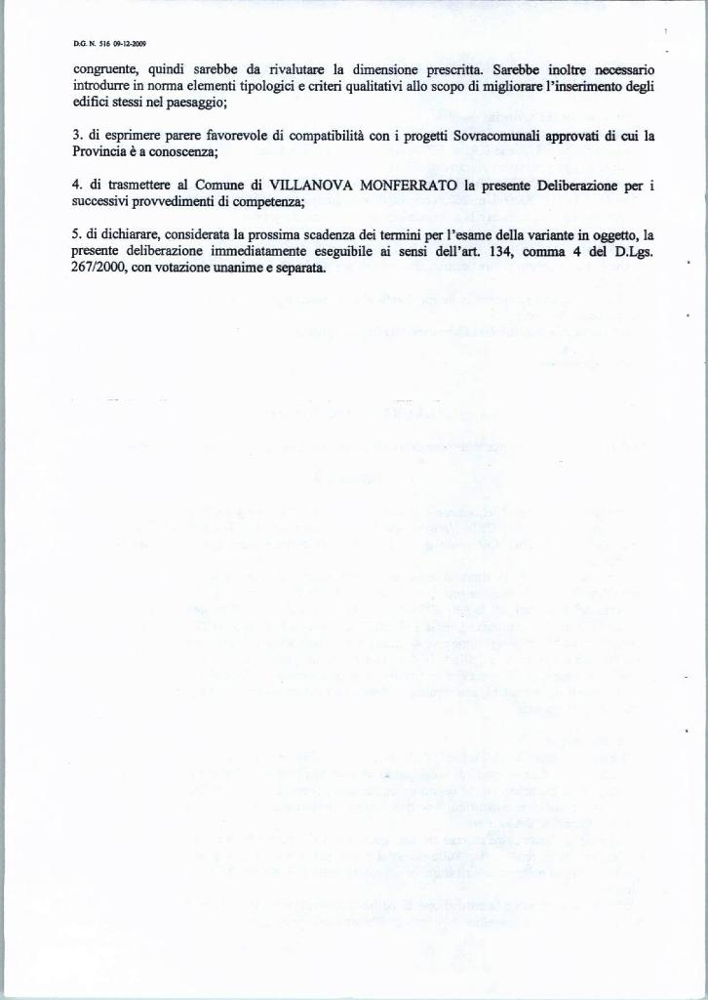 D.G. N. 516 09-12-2009
congruente, quindi sarebbe da rivalutare la dimensione prescritta. Sarebbe inoltre necessario
introdurre in norma elementi tipologici e criteri qualitativi allo scopo di migliorare l'inserimento degli
edifici stessi nel paesaggio;
3. di esprimere parere favorevole di compatibilità con i progetti Sovracomunali approvati di cui la
Provincia è a conoscenza;
4. di trasmettere al Comune di VILLANOVA MONFERRATO la presente Deliberazione per i
successivi provvedimenti di competenza;
5. di dichiarare, considerata la prossima scadenza dei termini per l'esame della variante in oggetto, la
presente deliberazione immediatamente eseguibile ai sensi dell'art. 134, comma 4 del D.Lgs.
267/2000, con votazione unanime e separata.